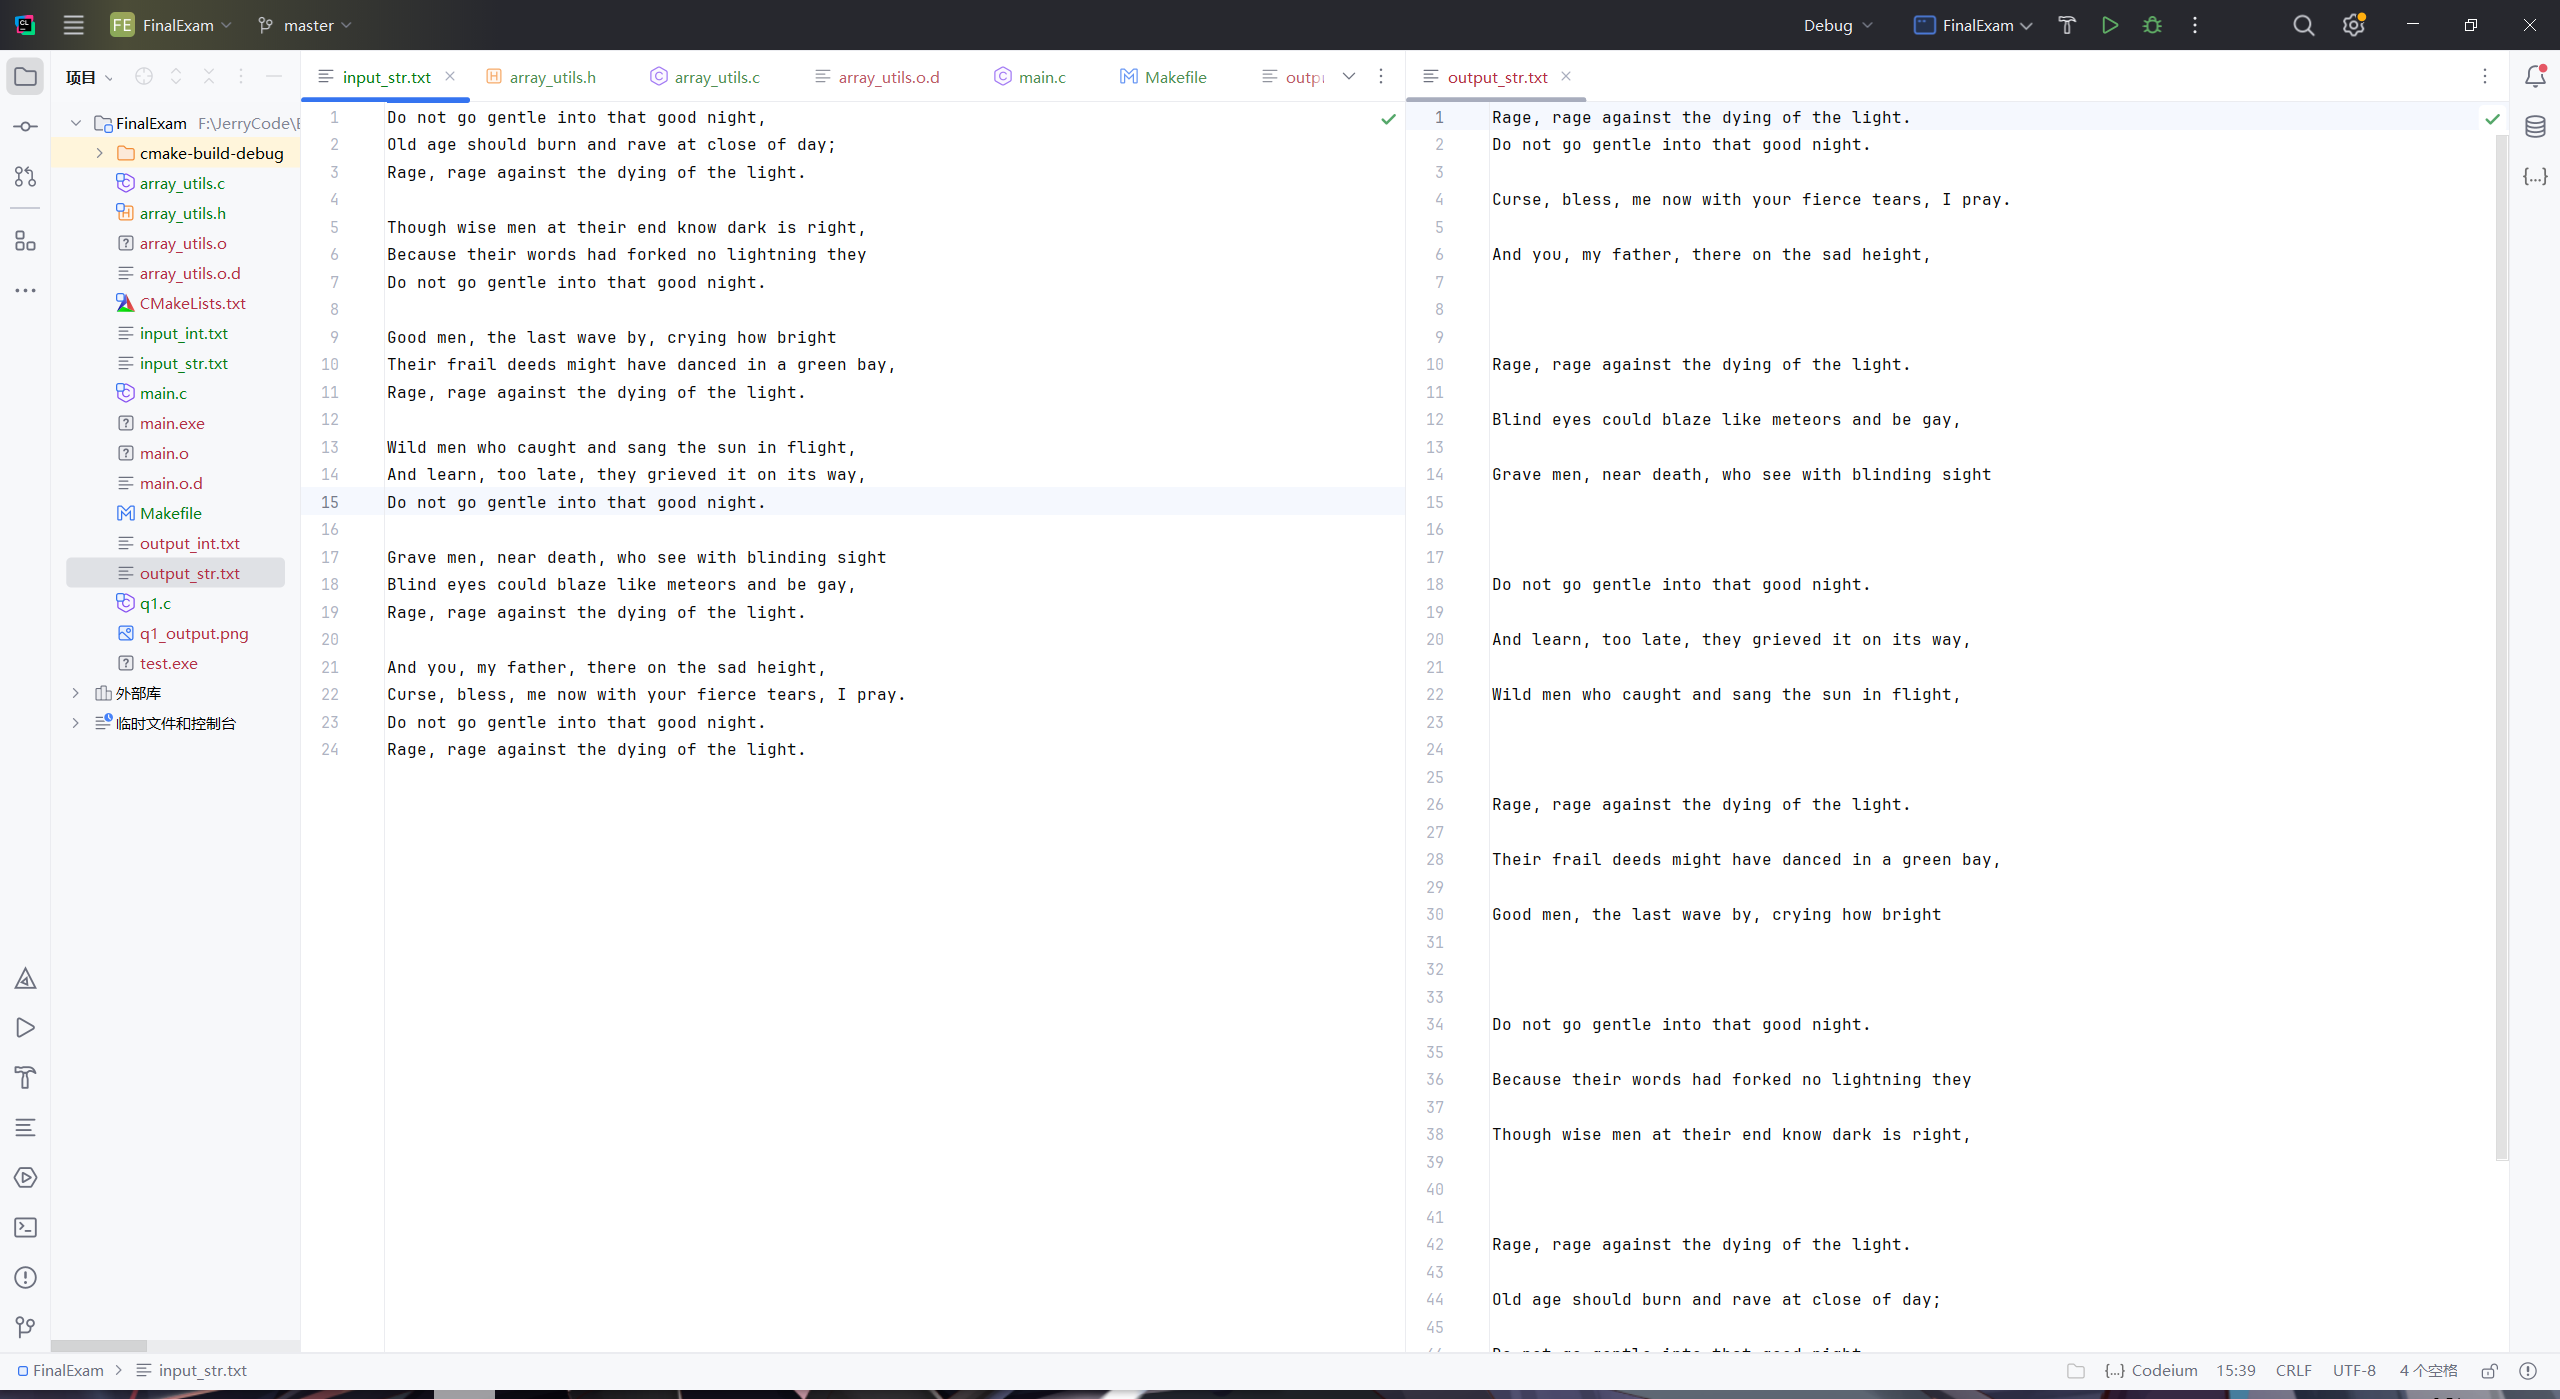 FE FinalExam master Debug FinalExam
项目
FinalExam F:\JerryCode\
cmake-build-debug
array_utils.c
array_utils.h
array_utils.o
array_utils.o.d
CMakeLists.txt
input_int.txt
input_str.txt
main.c
main.exe
main.o
main.o.d
Makefile
output_int.txt
output_str.txt
q1.c
q1_output.png
test.exe
外部库
临时文件和控制台
input_str.txt array_utils.h array_utils.c array_utils.o.d main.c Makefile outp
1 Do not go gentle into that good night,
2 Old age should burn and rave at close of day;
3 Rage, rage against the dying of the light.
4
5 Though wise men at their end know dark is right,
6 Because their words had forked no lightning they
7 Do not go gentle into that good night.
8
9 Good men, the last wave by, crying how bright
10 Their frail deeds might have danced in a green bay,
11 Rage, rage against the dying of the light.
12
13 Wild men who caught and sang the sun in flight,
14 And learn, too late, they grieved it on its way,
15 Do not go gentle into that good night.
16
17 Grave men, near death, who see with blinding sight
18 Blind eyes could blaze like meteors and be gay,
19 Rage, rage against the dying of the light.
20
21 And you, my father, there on the sad height,
22 Curse, bless, me now with your fierce tears, I pray.
23 Do not go gentle into that good night.
24 Rage, rage against the dying of the light.
output_str.txt
1 Rage, rage against the dying of the light.
2 Do not go gentle into that good night.
3
4 Curse, bless, me now with your fierce tears, I pray.
5
6 And you, my father, there on the sad height,
7
8
9
10 Rage, rage against the dying of the light.
11
12 Blind eyes could blaze like meteors and be gay,
13
14 Grave men, near death, who see with blinding sight
15
16
17
18 Do not go gentle into that good night.
19
20 And learn, too late, they grieved it on its way,
21
22 Wild men who caught and sang the sun in flight,
23
24
25
26 Rage, rage against the dying of the light.
27
28 Their frail deeds might have danced in a green bay,
29
30 Good men, the last wave by, crying how bright
31
32
33
34 Do not go gentle into that good night.
35
36 Because their words had forked no lightning they
37
38 Though wise men at their end know dark is right,
39
40
41
42 Rage, rage against the dying of the light.
43
44 Old age should burn and rave at close of day;
45
FinalExam input_str.txt {...} Codeium 15:39 CRLF UTF-8 4 个空格